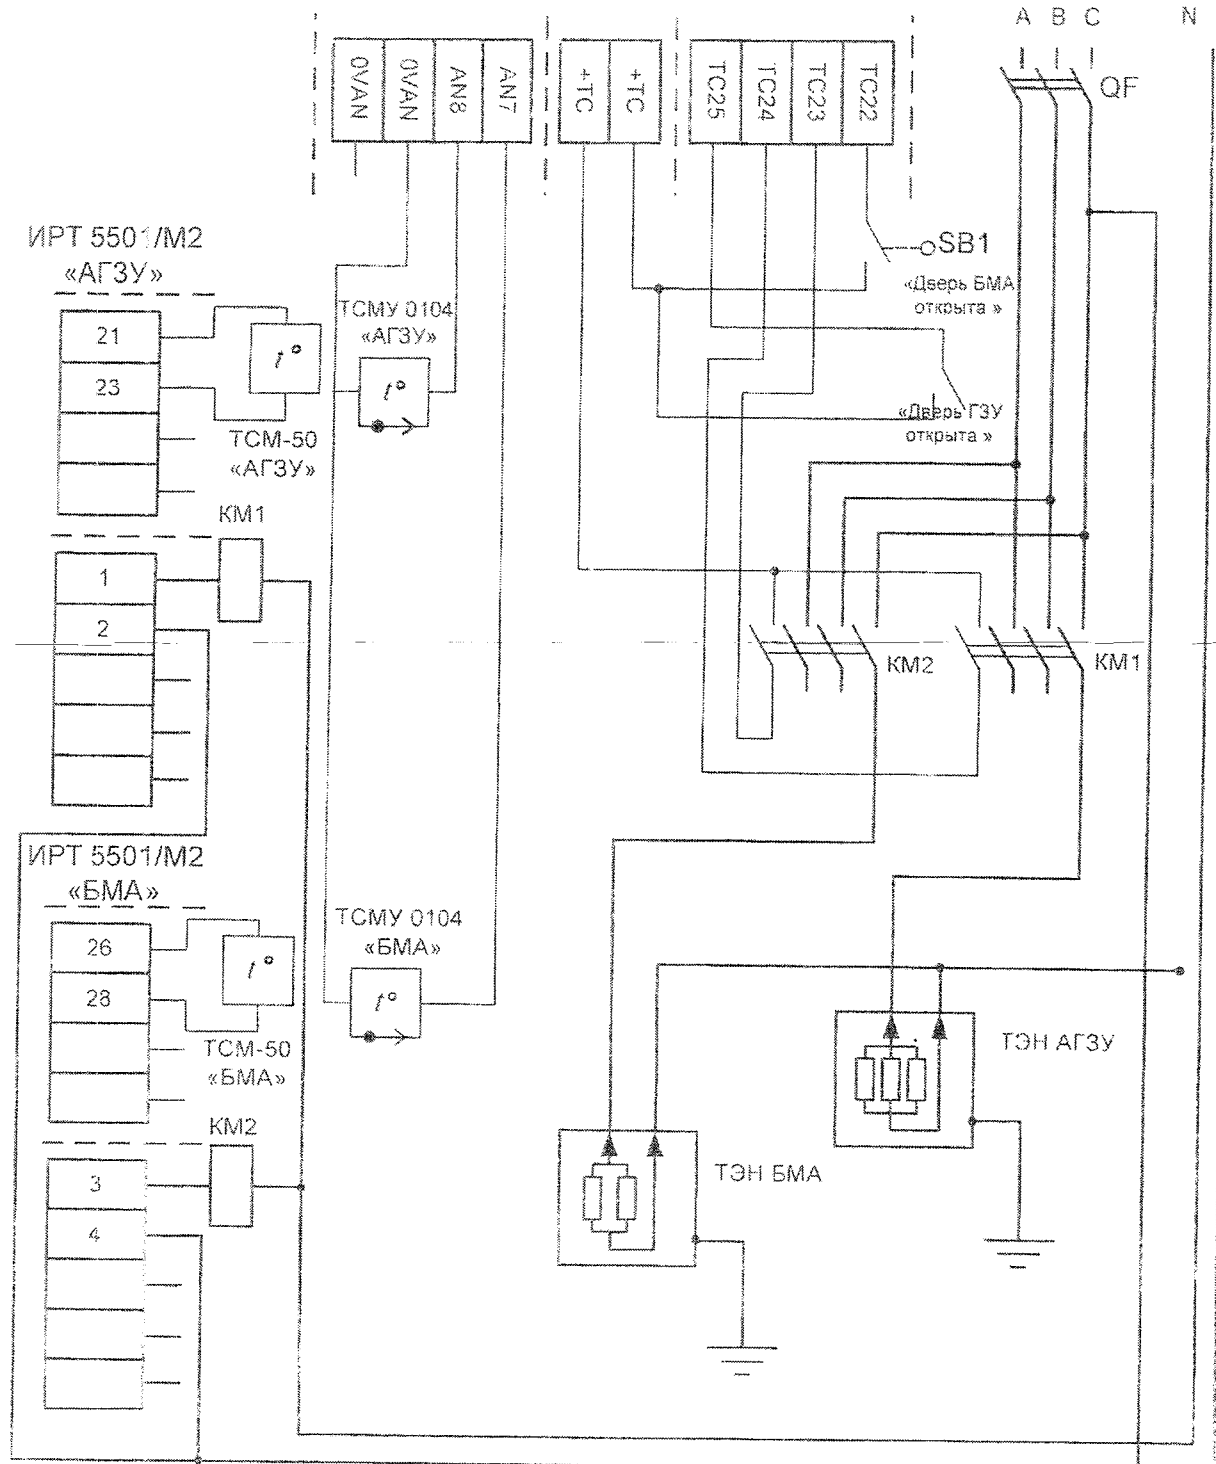 A B C N
0VAN
0VAN
AN8
AN7
+TC
+TC
TC25
TC24
TC23
TC22
QF
ИРТ 5501/М2
«АГЗУ»
SB1
«Дверь БМА
открыта »
21
23
t°
ТСМУ 0104
«АГЗУ»
t°
«Дверь ГЗУ
открыта »
ТСМ-50
«АГЗУ»
КМ1
1
2
КМ2
КМ1
ИРТ 5501/М2
«БМА»
26
28
t°
ТСМУ 0104
«БМА»
t°
ТСМ-50
«БМА»
ТЭН АГЗУ
КМ2
3
4
ТЭН БМА